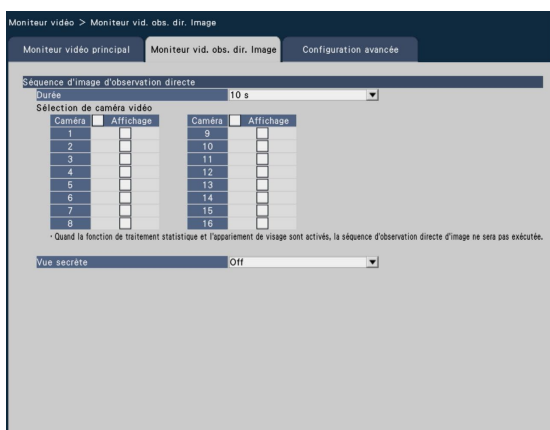 Moniteur vidéo > Moniteur vid. obs. dir. Image
Moniteur vidéo principal Moniteur vid. obs. dir. Image Configuration avancée
Séquence d'image d'observation directe
Durée 10 s
Sélection de caméra vidéo
Caméra Affichage Caméra Affichage
1 9
2 10
3 11
4 12
5 13
6 14
7 15
8 16
・Quand la fonction de traitement statistique et l'appariement de visage sont activés, la séquence d'observation directe d'image ne sera pas exécutée.
Vue secrète Off